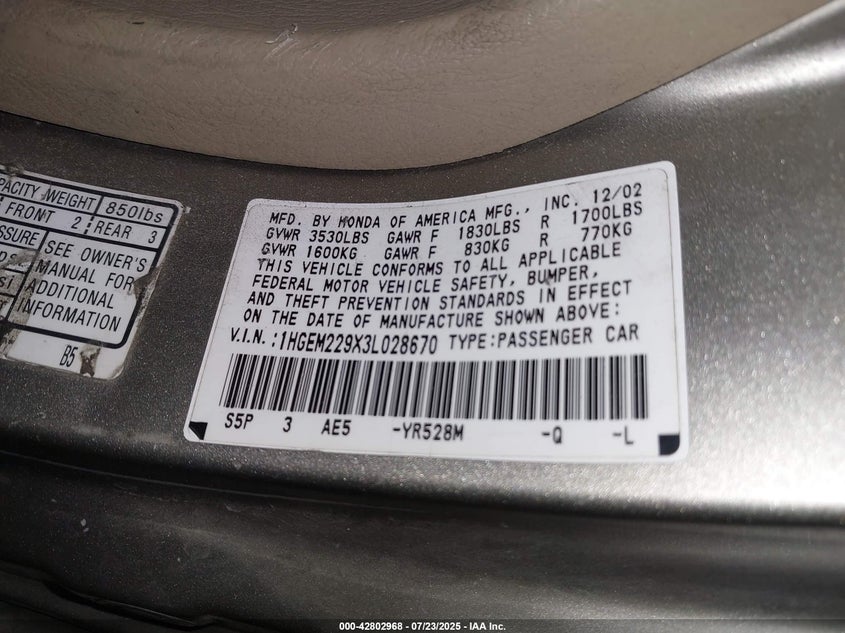 PACITY WEIGHT 850lbs
FRONT 2 REAR 3
SEE OWNER'S
MANUAL FOR
ADDITIONAL
INFORMATION
B5
MFD. BY HONDA OF AMERICA MFG., INC. 12/02
GVWR 3530LBS GAWR F 1830LBS R 1700LBS
GVWR 1600KG GAWR F 830KG R 770KG
THIS VEHICLE CONFORMS TO ALL APPLICABLE
FEDERAL MOTOR VEHICLE SAFETY, BUMPER,
AND THEFT PREVENTION STANDARDS IN EFFECT
ON THE DATE OF MANUFACTURE SHOWN ABOVE:
V.I.N.:1HGEM229X3L028670 TYPE:PASSENGER CAR
S5P 3 AE5 -YR528M -Q -L
000-42802968 - 07/23/2025 - IAA Inc.